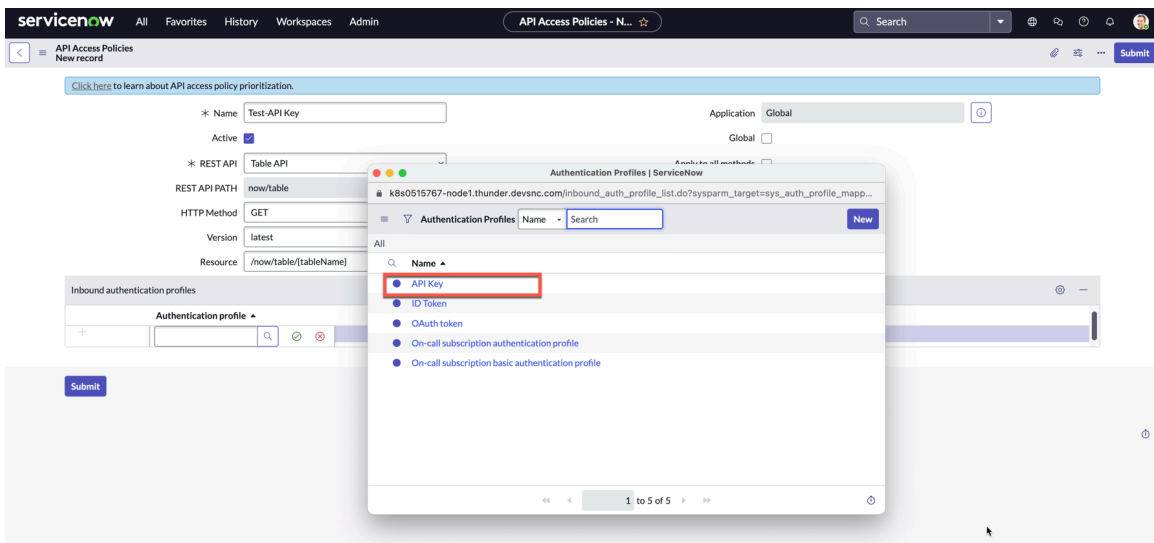 servicenow All Favorites History Workspaces Admin API Access Policies - N... Search
API Access Policies
New record
Submit
Click here to learn about API access policy prioritization.
Name Test-API Key Application Global
Active Global
REST API Table API Apply to all methods
REST API PATH now/table
HTTP Method GET
Version latest
Resource /now/table/{tableName}
Inbound authentication profiles
Authentication profile
Submit
Authentication Profiles | ServiceNow
k8s0515767-node1.thunder.devsnc.com/inbound_auth_profile_list.do?sysparm_target=sys_auth_profile_mapp...
Authentication Profiles Name Search New
All
Name
API Key
ID Token
OAuth token
On-call subscription authentication profile
On-call subscription basic authentication profile
1 to 5 of 5